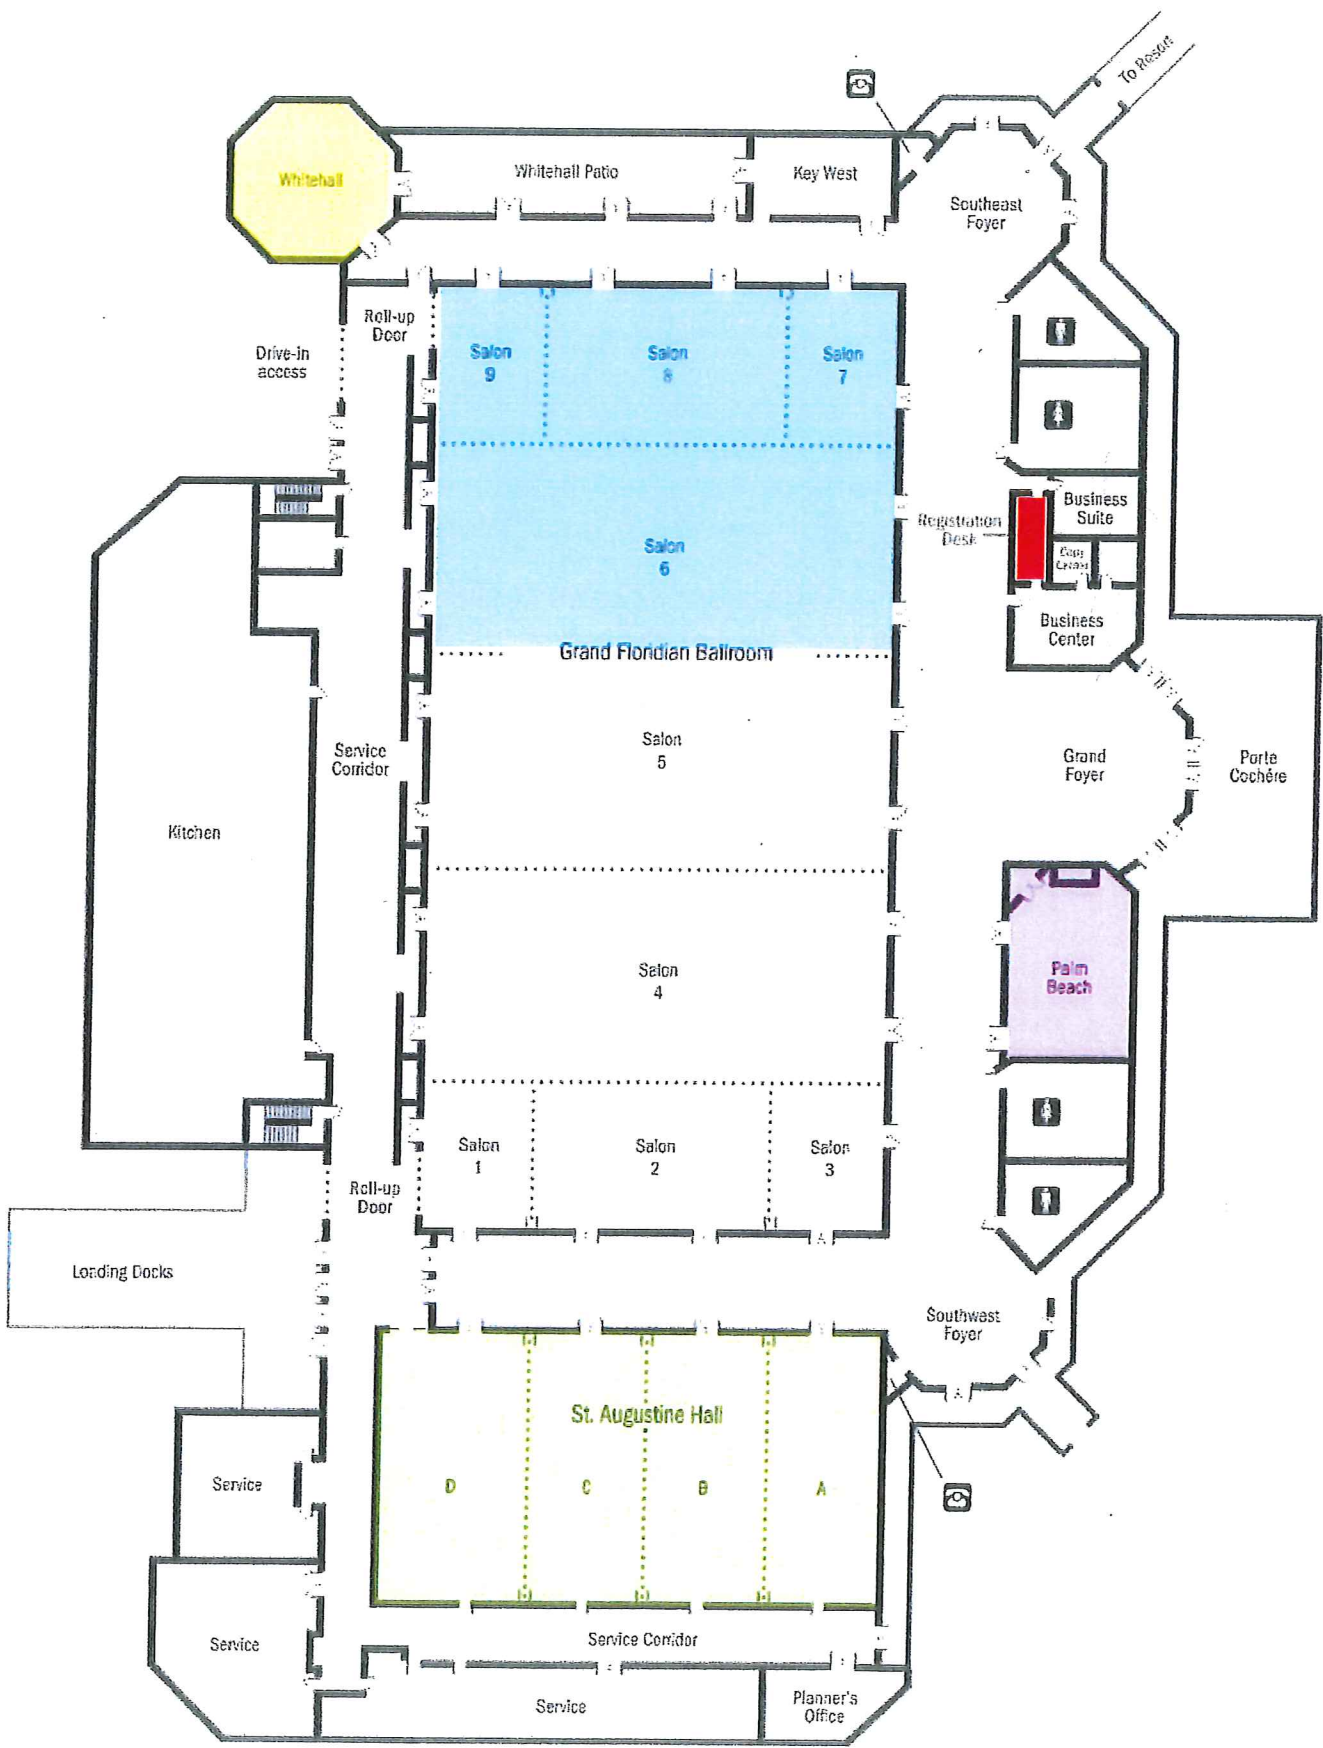 To Resort
Whitehall
Whitehall Patio
Key West
Southeast
Foyer
Roll-up
Door
Drive-in
access
Salon
9
Salon
8
Salon
7
Business
Suite
Registration
Desk
Copy
Center
Salon
6
Business
Center
Grand Floridian Ballroom
Salon
5
Service
Corridor
Grand
Foyer
Porte
Cochére
Kitchen
Salon
4
Palm
Beach
Salon
1
Salon
2
Salon
3
Roll-up
Door
Loading Docks
Southwest
Foyer
St. Augustine Hall
D
C
B
A
Service
Service
Service Corridor
Service
Planner's
Office